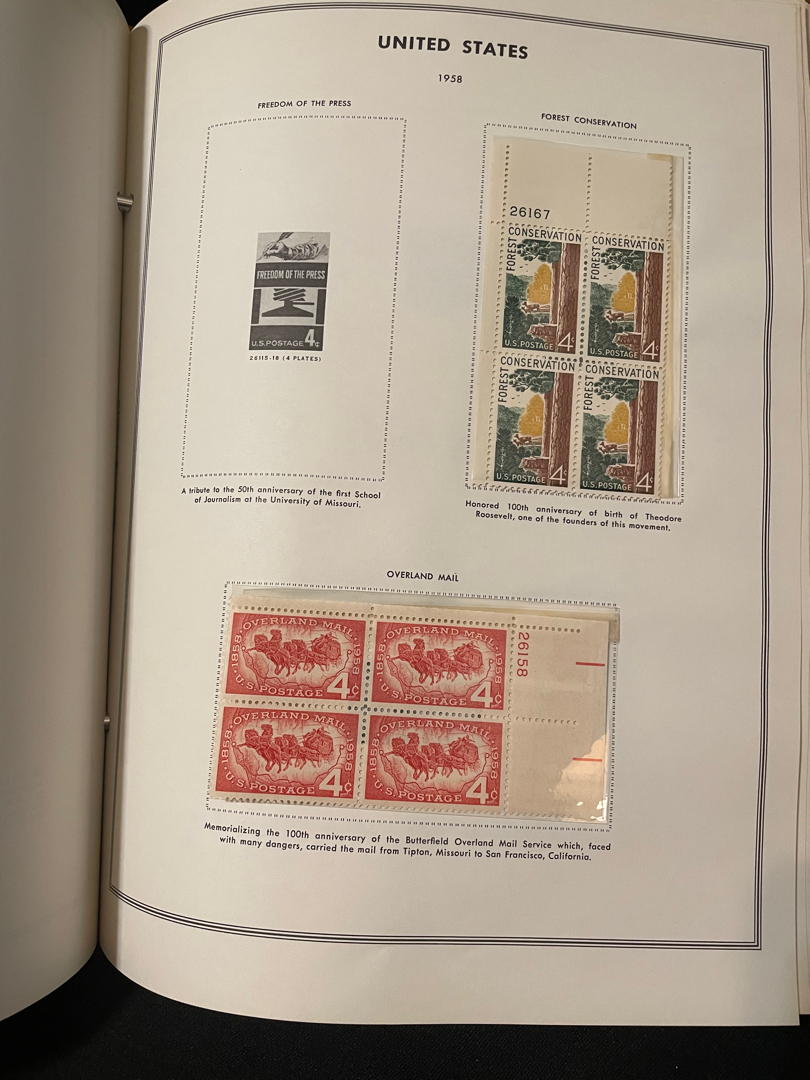 UNITED STATES
1958
FREEDOM OF THE PRESS
FREEDOM OF THE PRESS
U.S. POSTAGE 4¢
26115-18 (4 PLATES)
A tribute to the 50th anniversary of the first School
of Journalism at the University of Missouri.
FOREST CONSERVATION
26167
FOREST CONSERVATION
U.S. POSTAGE 4¢
FOREST CONSERVATION
U.S. POSTAGE 4¢
FOREST CONSERVATION
U.S. POSTAGE 4¢
FOREST CONSERVATION
U.S. POSTAGE 4¢
Honored 100th anniversary of birth of Theodore
Roosevelt, one of the founders of this movement.
OVERLAND MAIL
1858 · OVERLAND MAIL · 1958
U.S. POSTAGE 4¢
1858 · OVERLAND MAIL · 1958
U.S. POSTAGE 4¢
26158
1858 · OVERLAND MAIL · 1958
U.S. POSTAGE 4¢
1858 · OVERLAND MAIL · 1958
U.S. POSTAGE 4¢
Memorializing the 100th anniversary of the Butterfield Overland Mail Service which, faced
with many dangers, carried the mail from Tipton, Missouri to San Francisco, California.